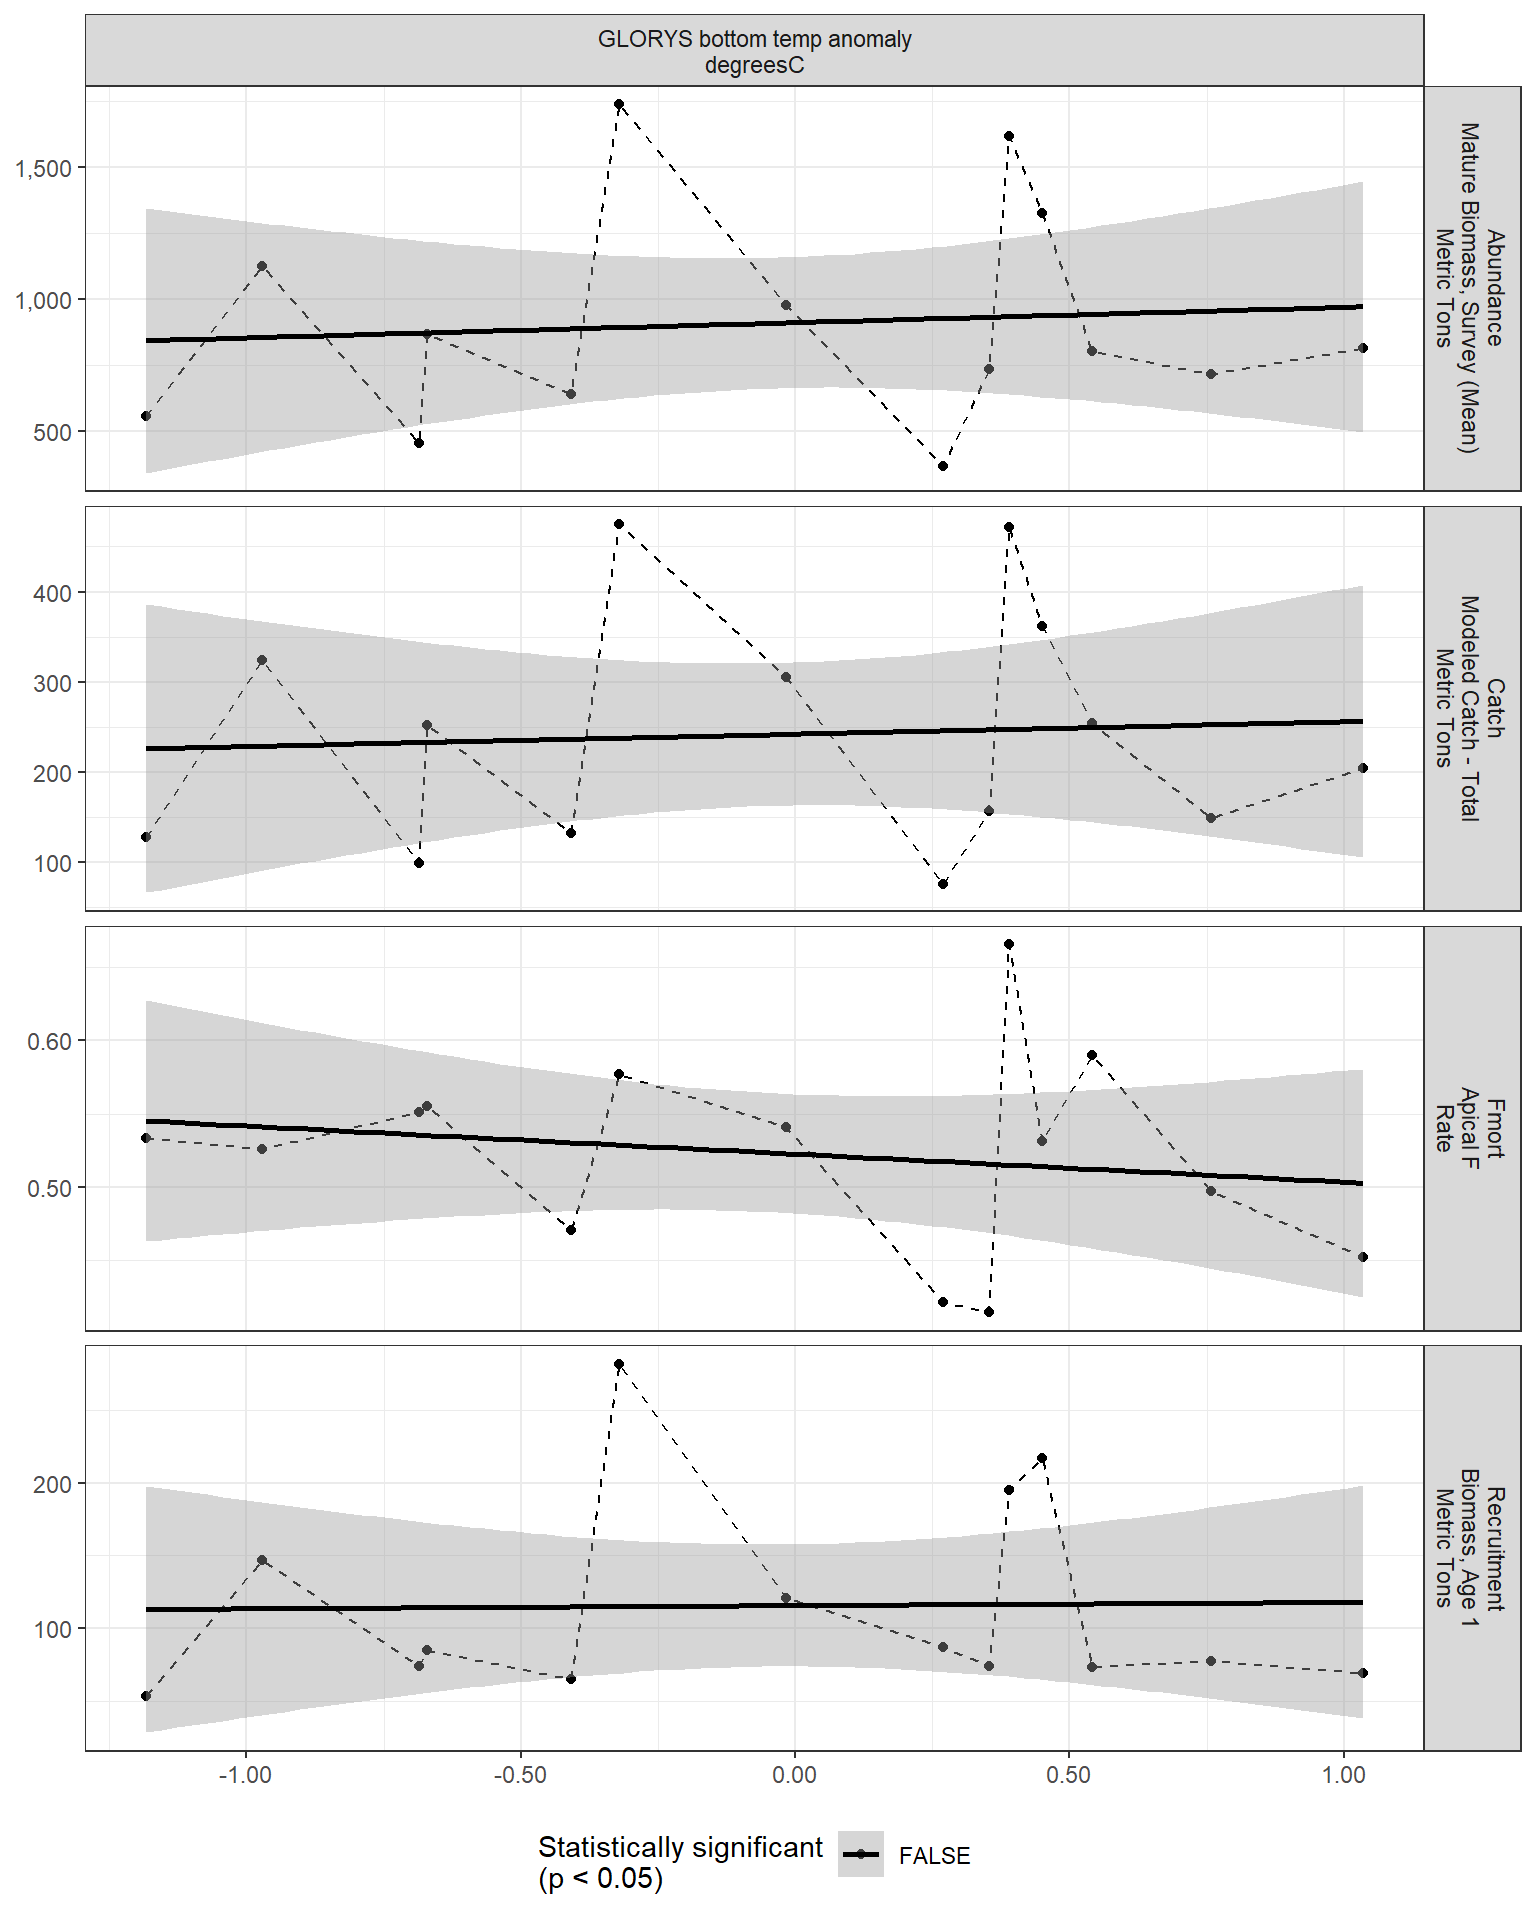 GLORYS bottom temp anomaly
degreesC
1,500
1,000
500
Abundance
Mature Biomass, Survey (Mean)
Metric Tons
400
300
200
100
Catch
Modeled Catch - Total
Metric Tons
0.60
0.50
Fmort
Apical F
Rate
200
100
Recruitment
Biomass, Age 1
Metric Tons
-1.00
-0.50
0.00
0.50
1.00
Statistically significant
(p < 0.05)
FALSE